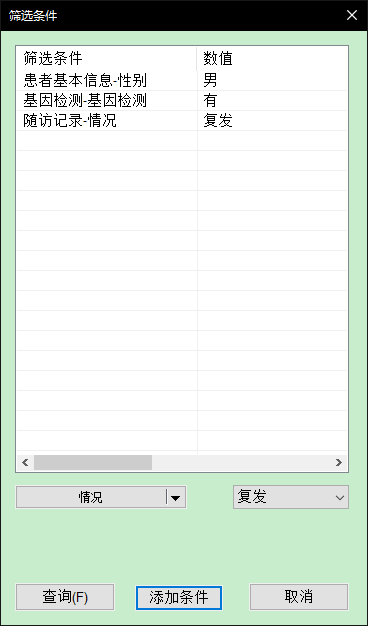 筛选条件
筛选条件 数值
患者基本信息-性别 男
基因检测-基因检测 有
随访记录-情况 复发
情况 复发
查询(F) 添加条件 取消